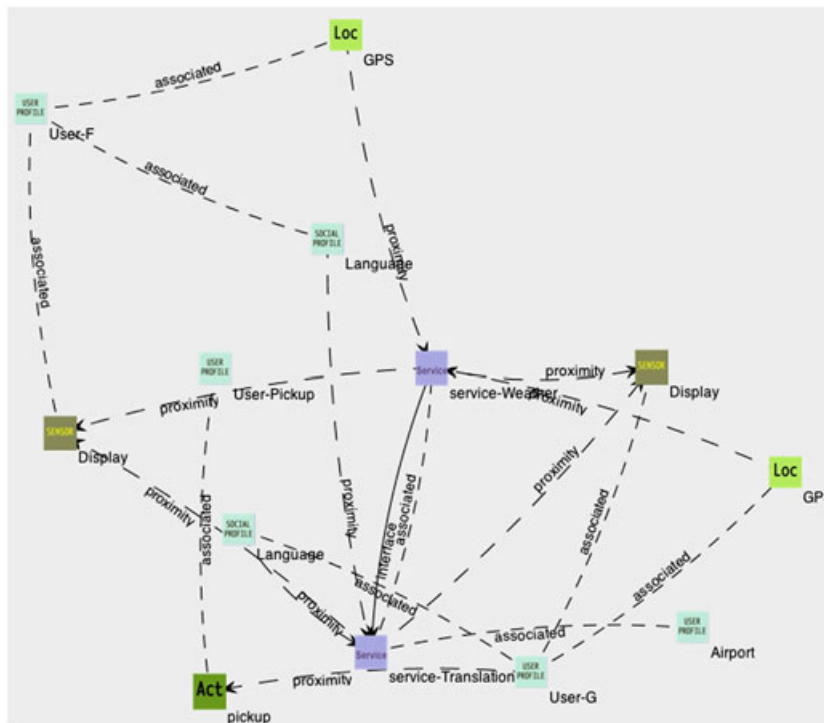 Loc
GPS
associated
USER
PROFILE
User-F
associated
SOCIAL
PROFILE
Language
proximity
associated
USER
PROFILE
User-Pickup
Service
service-Weather
proximity
SENSOR
Display
proximity
proximity
SENSOR
Display
Loc
GP
proximity
proximity
associated
proximity
associated
interface
associated
associated
SOCIAL
PROFILE
Language
proximity
associated
associated
USER
PROFILE
Airport
Service
service-Translation
proximity
USER
PROFILE
User-G
Act
pickup